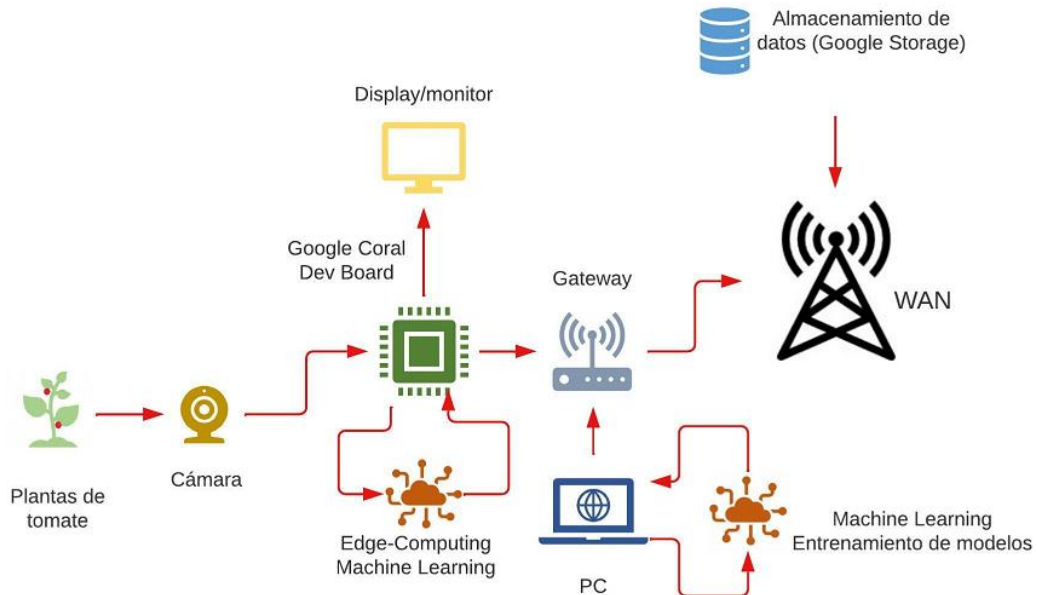 Almacenamiento de
datos (Google Storage)
Display/monitor
Google Coral
Dev Board
Gateway
WAN
Plantas de
tomate
Cámara
Edge-Computing
Machine Learning
PC
Machine Learning
Entrenamiento de modelos